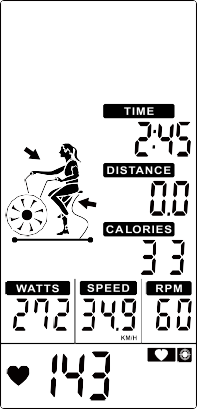 TIME
2:45
DISTANCE
0.0
CALORIES
33
WATTS SPEED RPM
272 34.9 60
KM/H
143